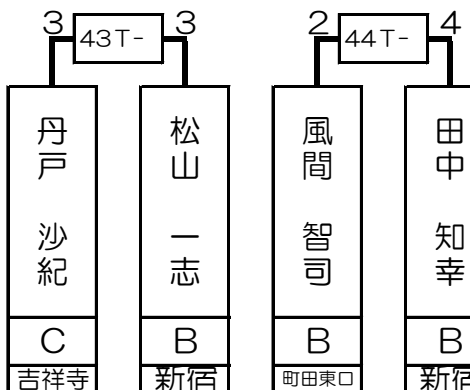 3 43T- 3 2 44T- 4
丹戸 沙紀
松山 一志
風間 智司
田中 知幸
C B B B
吉祥寺 新宿 町田東口 新宿